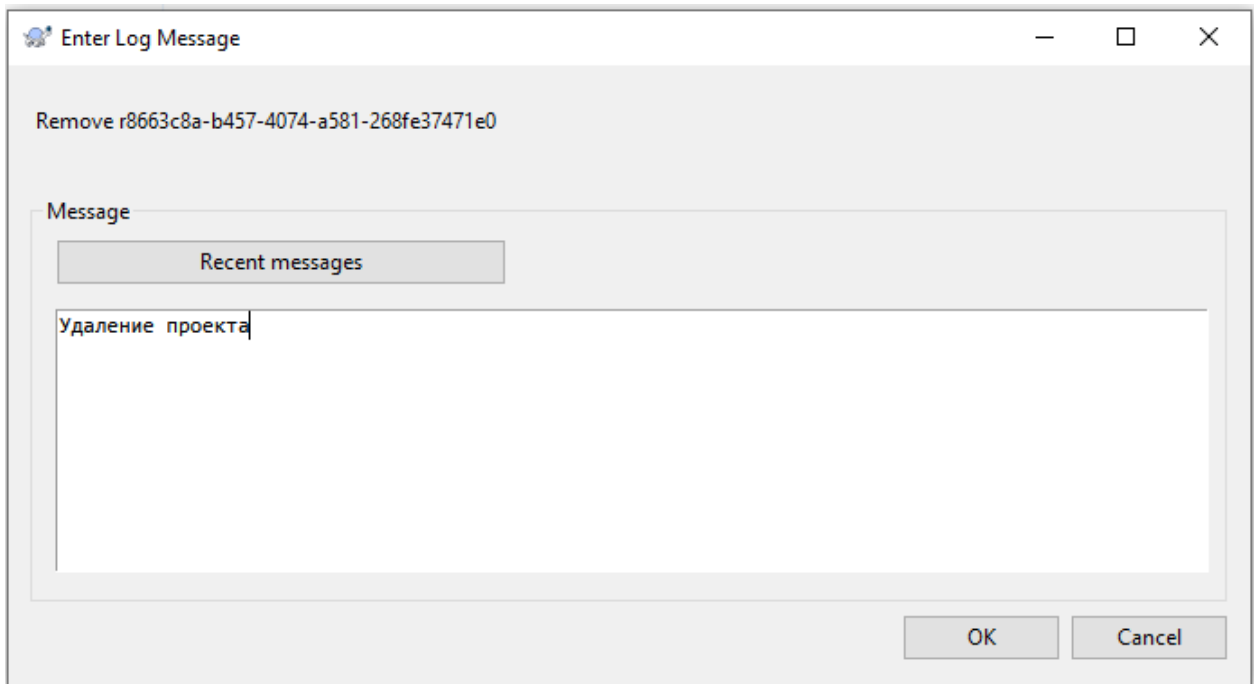 Enter Log Message
Remove r8663c8a-b457-4074-a581-268fe37471e0
Message
Recent messages
Удаление проекта
OK
Cancel